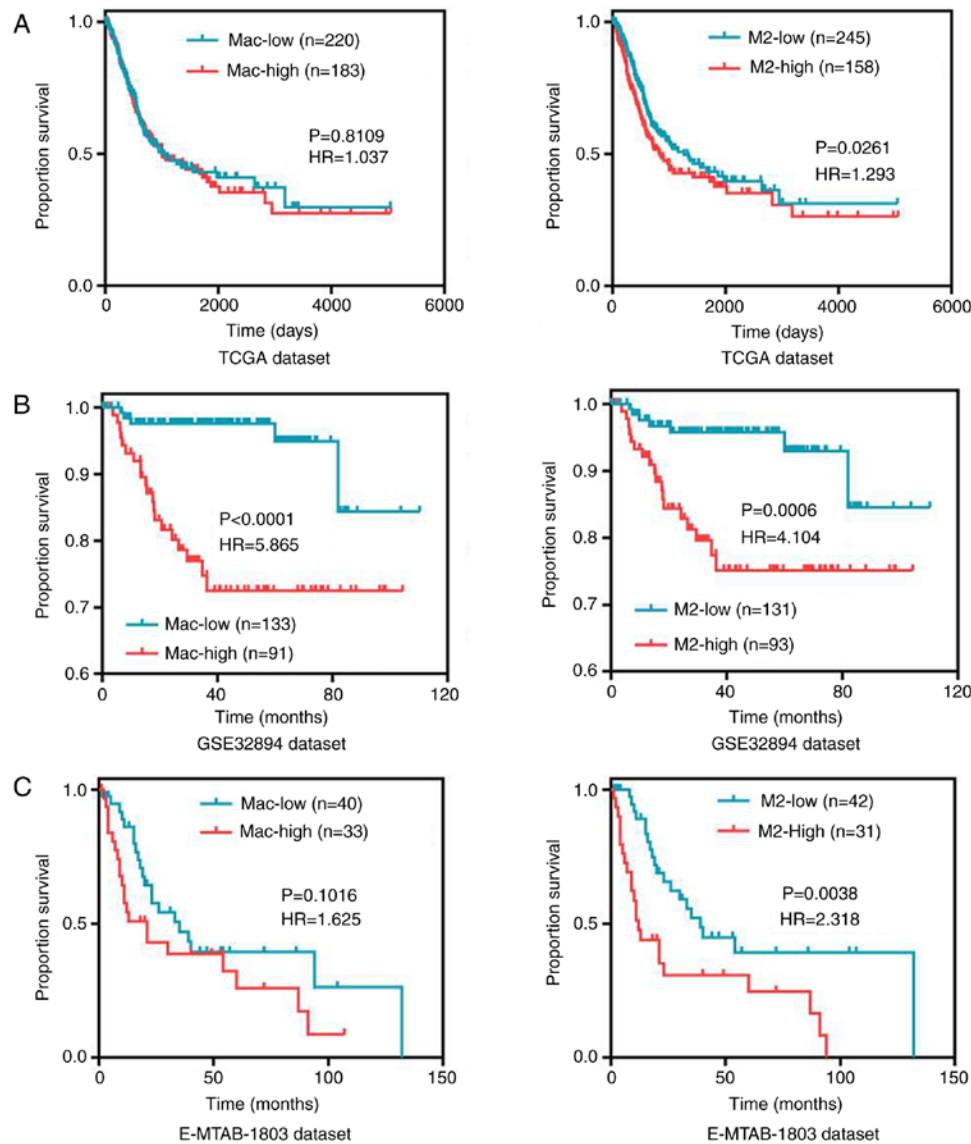 A
1.0
0.5
0.0
Proportion survival
Mac-low (n=220)
Mac-high (n=183)
P=0.8109
HR=1.037
0 2000 4000 6000
Time (days)
TCGA dataset
1.0
0.5
0.0
Proportion survival
M2-low (n=245)
M2-high (n=158)
P=0.0261
HR=1.293
0 2000 4000 6000
Time (days)
TCGA dataset
B
1.0
0.9
0.8
0.7
0.6
Proportion survival
P<0.0001
HR=5.865
Mac-low (n=133)
Mac-high (n=91)
0 40 80 120
Time (months)
GSE32894 dataset
1.0
0.9
0.8
0.7
0.6
Proportion survival
P=0.0006
HR=4.104
M2-low (n=131)
M2-high (n=93)
0 40 80 120
Time (months)
GSE32894 dataset
C
1.0
0.5
0.0
Proportion survival
Mac-low (n=40)
Mac-high (n=33)
P=0.1016
HR=1.625
0 50 100 150
Time (months)
E-MTAB-1803 dataset
1.0
0.5
0.0
Proportion survival
M2-low (n=42)
M2-High (n=31)
P=0.0038
HR=2.318
0 50 100 150
Time (months)
E-MTAB-1803 dataset